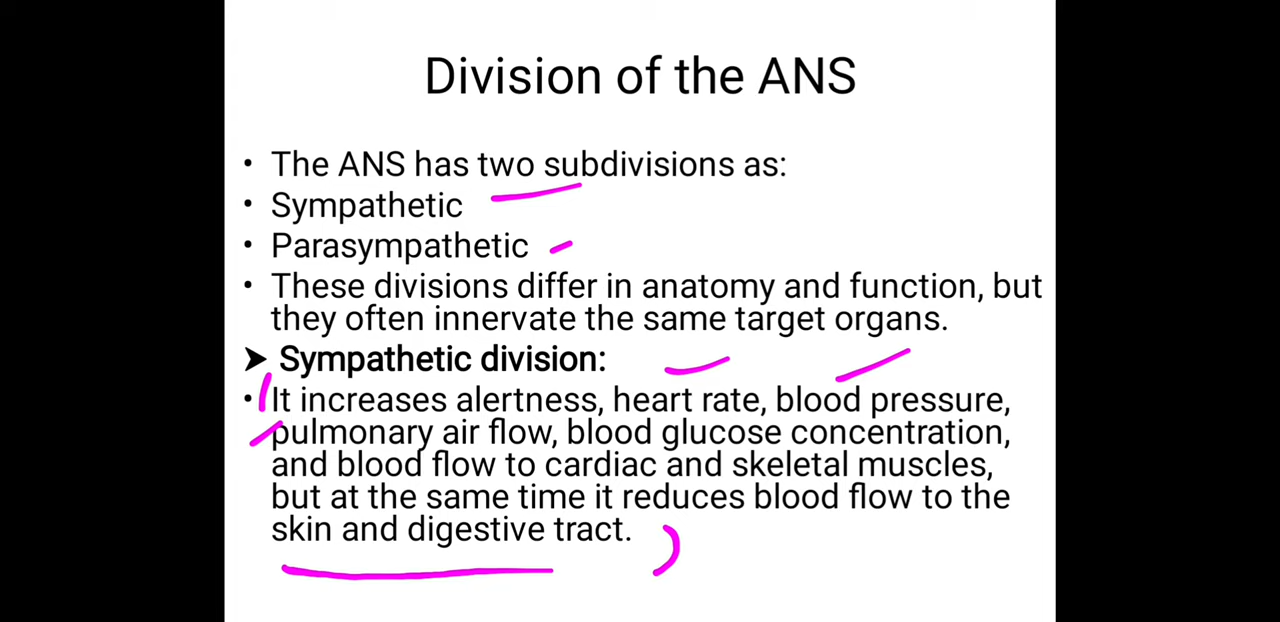 Division of the ANS
• The ANS has two subdivisions as:
• Sympathetic
• Parasympathetic
• These divisions differ in anatomy and function, but
they often innervate the same target organs.
➤ Sympathetic division:
• It increases alertness, heart rate, blood pressure,
pulmonary air flow, blood glucose concentration,
and blood flow to cardiac and skeletal muscles,
but at the same time it reduces blood flow to the
skin and digestive tract.